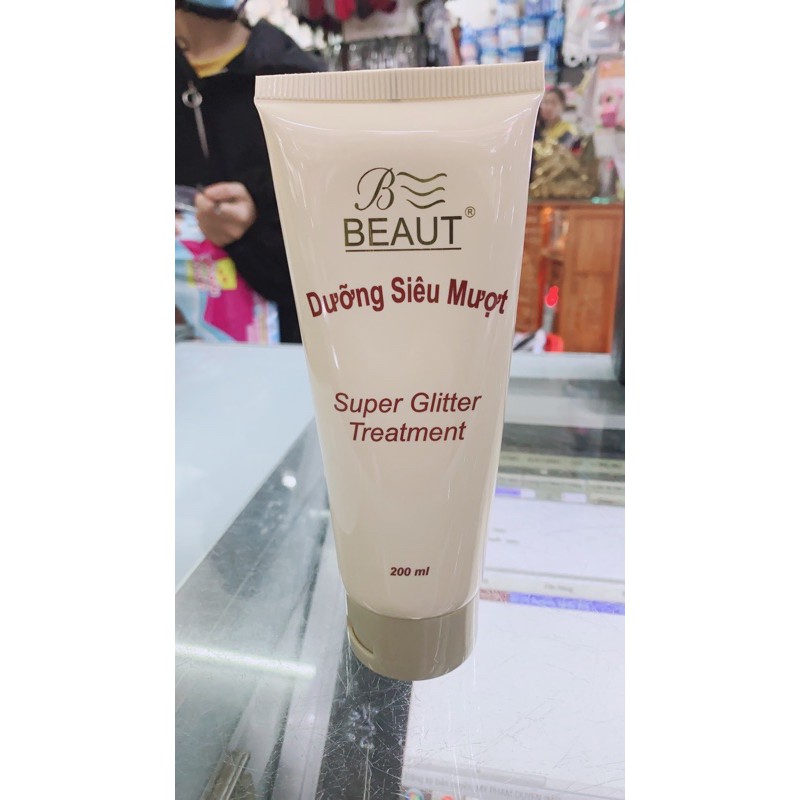 B
BEAUT®
Dưỡng Siêu Mượt
Super Glitter
Treatment
200 ml